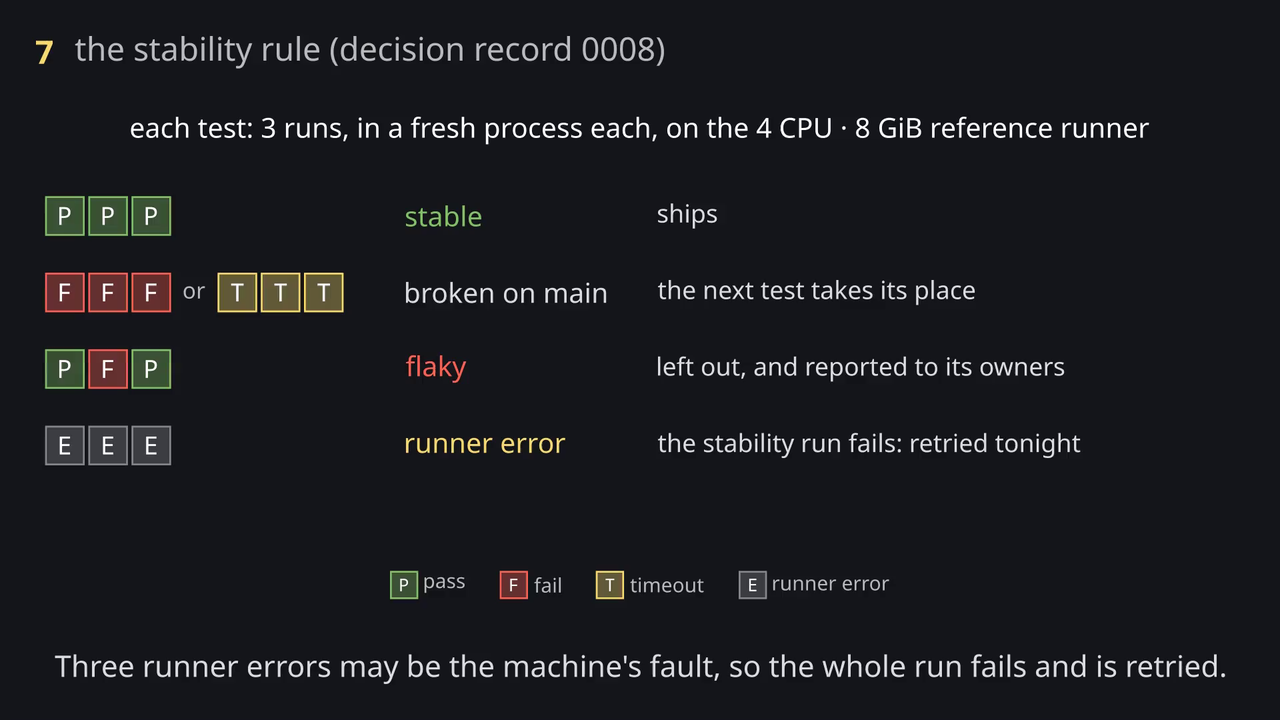 7 the stability rule (decision record 0008)
each test: 3 runs, in a fresh process each, on the 4 CPU · 8 GiB reference runner
P P P stable ships
F F F or T T T broken on main the next test takes its place
P F P flaky left out, and reported to its owners
E E E runner error the stability run fails: retried tonight
P pass F fail T timeout E runner error
Three runner errors may be the machine's fault, so the whole run fails and is retried.